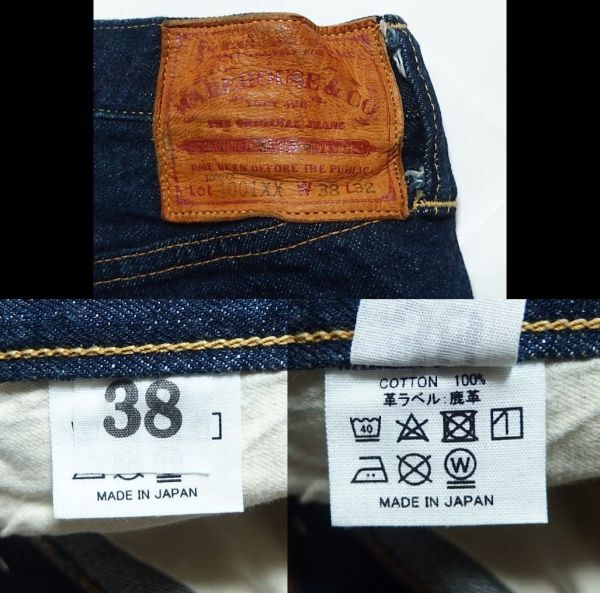 WAREHOUSE & CO
THE ORIGINAL JEANS
HAVE BEEN BEFORE THE PUBLIC
Lot 1001XX W 38 L32
38
MADE IN JAPAN
COTTON 100%
革ラベル:鹿革
40
W
MADE IN JAPAN